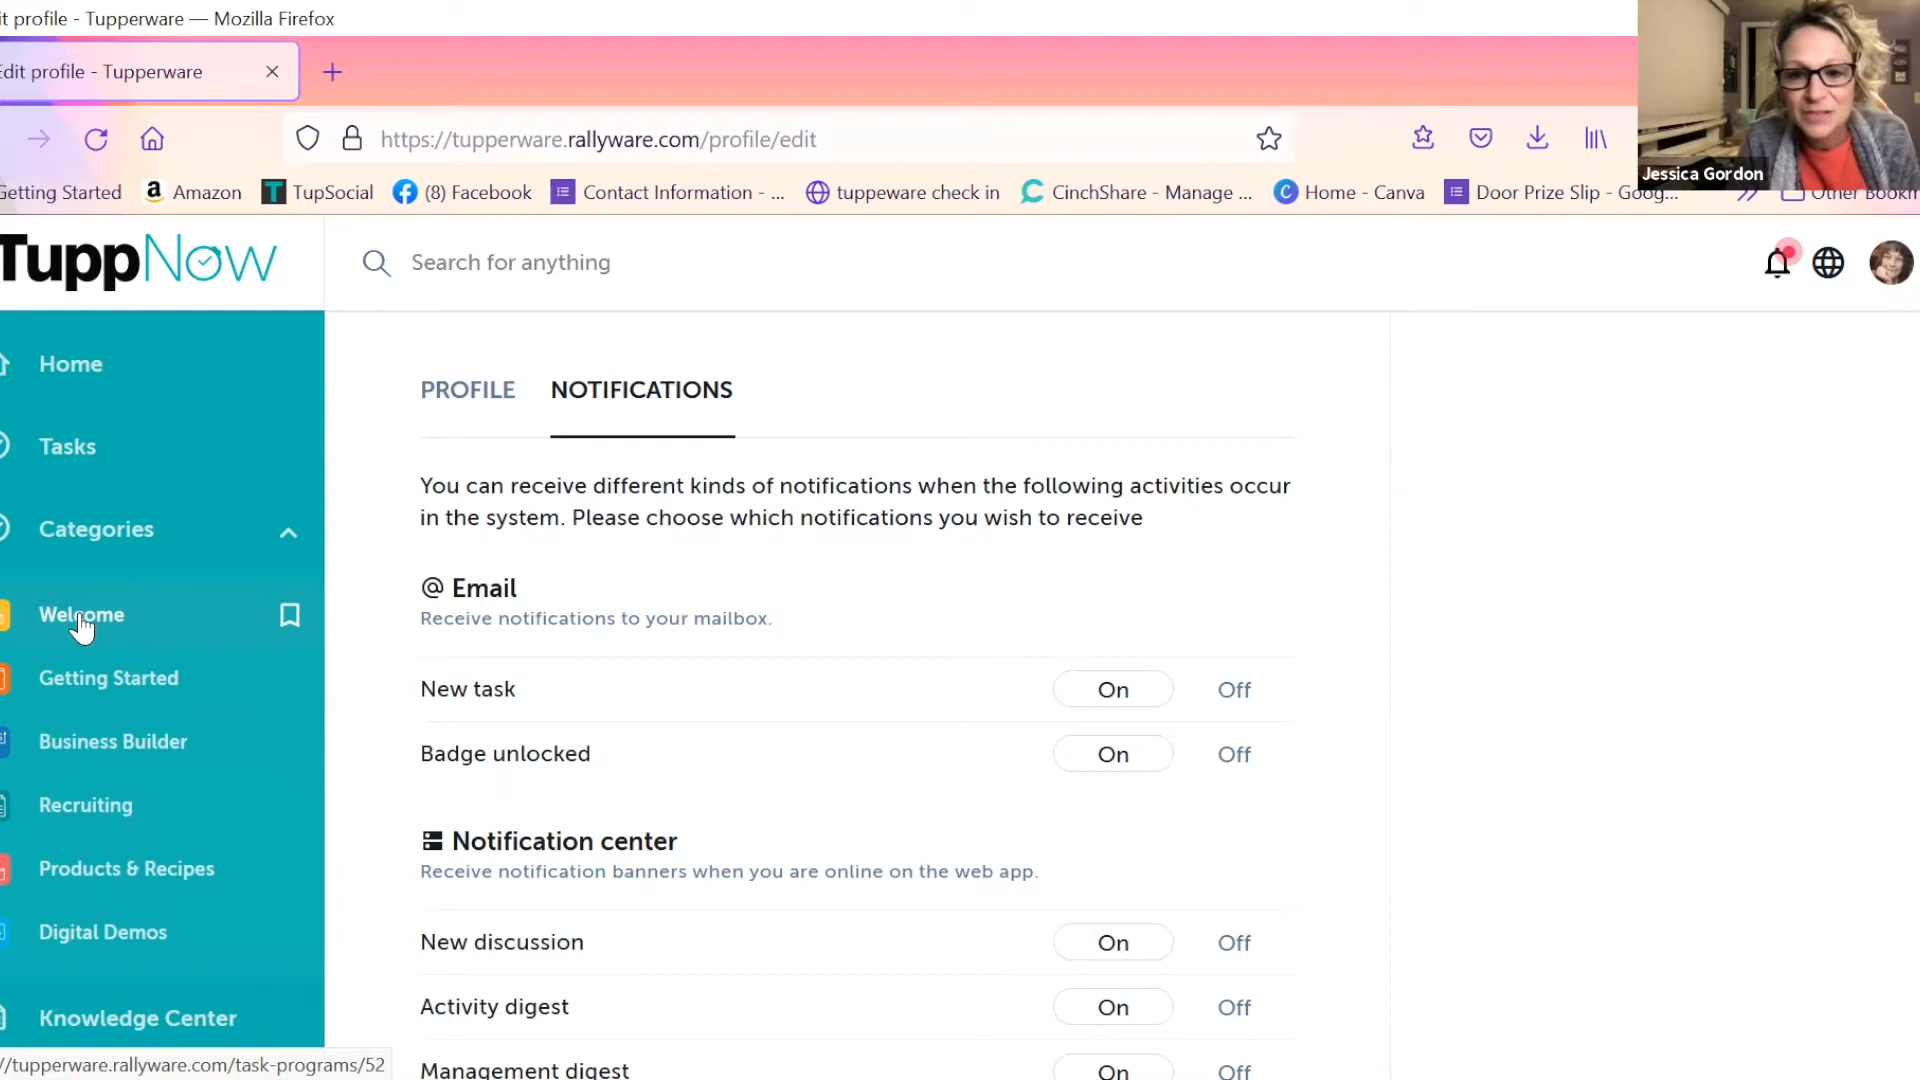 it profile - Tupperware — Mozilla Firefox
Edit profile - Tupperware
https://tupperware.rallyware.com/profile/edit
Getting Started
Amazon
TupSocial
(8) Facebook
Contact Information - ...
tuppeware check in
CinchShare - Manage ...
Home - Canva
Door Prize Slip - Goog...
Other Bookm
Jessica Gordon
TuppNow
Search for anything
Home
Tasks
Categories
Welcome
Getting Started
Business Builder
Recruiting
Products & Recipes
Digital Demos
Knowledge Center
//tupperware.rallyware.com/task-programs/52
PROFILE NOTIFICATIONS
You can receive different kinds of notifications when the following activities occur
in the system. Please choose which notifications you wish to receive
@ Email
Receive notifications to your mailbox.
New task On Off
Badge unlocked On Off
Notification center
Receive notification banners when you are online on the web app.
New discussion On Off
Activity digest On Off
Management digest On Off